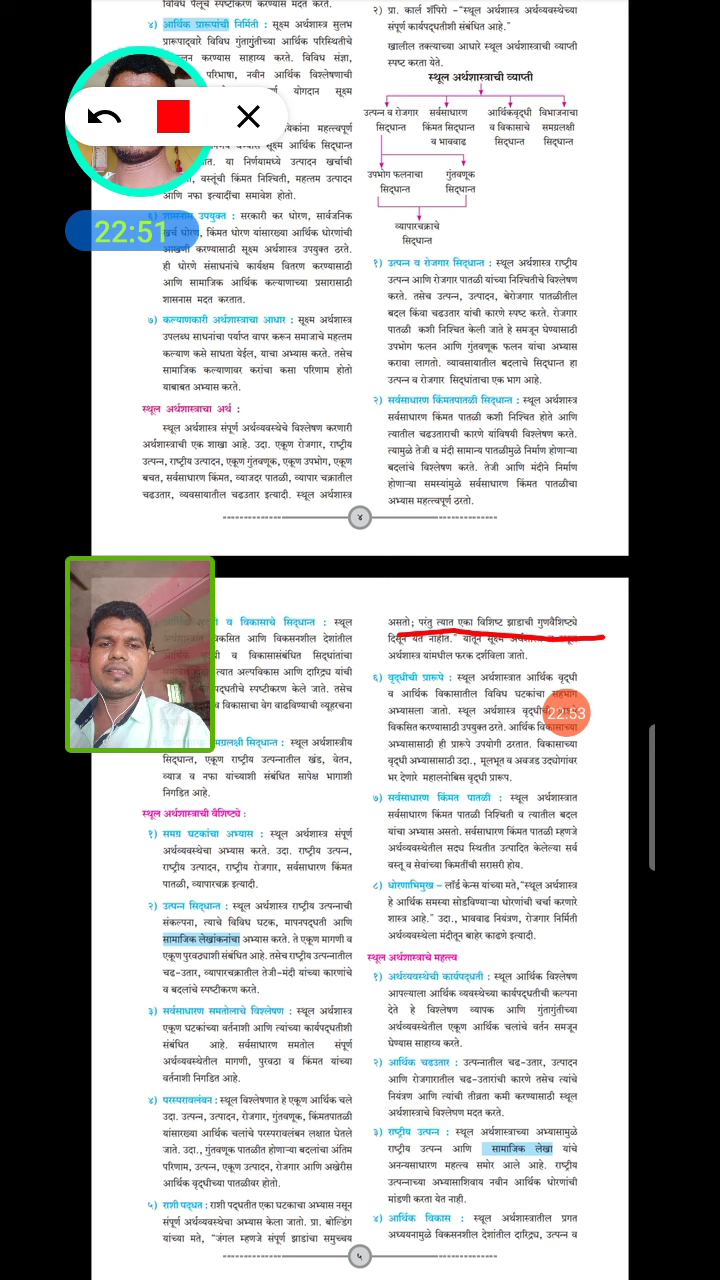 विविध पैलूंचे स्पष्टीकरण करण्यास मदत करते.
४) आर्थिक प्रारूपांची निर्मिती : सूक्ष्म अर्थशास्त्र सुलभ
प्रारूपाद्वारे विविध गुंतागुंतीच्या आर्थिक परिस्थितीचे
करण्यास साहाय्य करते. विविध संज्ञा,
परिभाषा, नवीन आर्थिक विश्लेषणाची
योगदान सूक्ष्म
महत्त्वपूर्ण
सूक्ष्म आर्थिक सिद्धान्त
या निर्णयामध्ये उत्पादन खर्चाची
वस्तूंची किंमत निश्चिती, महत्तम उत्पादन
आणि नफा इत्यादींचा समावेश होतो.
६) शासनास उपयुक्त : सरकारी कर धोरण, सार्वजनिक
खर्च धोरण, किंमत धोरण यांसारख्या आर्थिक धोरणांची
आखणी करण्यासाठी सूक्ष्म अर्थशास्त्र उपयुक्त ठरते.
ही धोरणे संसाधनांचे कार्यक्षम वितरण करण्यासाठी
आणि सामाजिक आर्थिक कल्याणाच्या प्रसारासाठी
शासनास मदत करतात.
७) कल्याणकारी अर्थशास्त्राचा आधार : सूक्ष्म अर्थशास्त्र
उपलब्ध साधनांचा पर्याप्त वापर करून समाजाचे महत्तम
कल्याण कसे साधता येईल, याचा अभ्यास करते. तसेच
सामाजिक कल्याणावर करांचा कसा परिणाम होतो
याबाबत अभ्यास करते.
स्थूल अर्थशास्त्राचा अर्थ :
स्थूल अर्थशास्त्र संपूर्ण अर्थव्यवस्थेचे विश्लेषण करणारी
अर्थशास्त्राची एक शाखा आहे. उदा. एकूण रोजगार, राष्ट्रीय
उत्पन्न, राष्ट्रीय उत्पादन, एकूण गुंतवणूक, एकूण उपभोग, एकूण
बचत, सर्वसाधारण किंमत, व्याजदर पातळी, व्यापार चक्रातील
चढउतार, व्यवसायातील चढउतार इत्यादी. स्थूल अर्थशास्त्र
२) प्रा. कार्ल शॅपिरो -"स्थूल अर्थशास्त्र अर्थव्यवस्थेच्या
संपूर्ण कार्यपद्धतीशी संबंधित आहे."
खालील तक्त्याच्या आधारे स्थूल अर्थशास्त्राची व्याप्ती
स्पष्ट करता येते.
स्थूल अर्थशास्त्राची व्याप्ती
उत्पन्न व रोजगार सिद्धान्त
सर्वसाधारण किंमत सिद्धान्त व भाववाढ
आर्थिकवृद्धी व विकासाचे सिद्धान्त
विभाजनाचा समग्रलक्षी सिद्धान्त
उपभोग फलनाचा सिद्धान्त
गुंतवणूक सिद्धान्त
व्यापारचक्राचे
सिद्धान्त
१) उत्पन्न व रोजगार सिद्धान्त : स्थूल अर्थशास्त्र राष्ट्रीय
उत्पन्न आणि रोजगार पातळी यांच्या निश्चितीचे विश्लेषण
करते. तसेच उत्पन्न, उत्पादन, बेरोजगार पातळीतील
बदल किंवा चढउतार यांची कारणे स्पष्ट करते. रोजगार
पातळी कशी निश्चित केली जाते हे समजून घेण्यासाठी
उपभोग फलन आणि गुंतवणूक फलन यांचा अभ्यास
करावा लागतो. व्यावसायातील बदलाचे सिद्धान्त हा
उत्पन्न व रोजगार सिद्धांताचा एक भाग आहे.
२) सर्वसाधारण किंमतपातळी सिद्धान्त : स्थूल अर्थशास्त्र
सर्वसाधारण किंमत पातळी कशी निश्चित होते आणि
त्यातील चढउताराची कारणे यांविषयी विश्लेषण करते.
त्यामुळे तेजी व मंदी सामान्य पातळीमुळे निर्माण होणाऱ्या
बदलांचे विश्लेषण करते. तेजी आणि मंदीने निर्माण
होणाऱ्या समस्यांमुळे सर्वसाधारण किंमत पातळीचा
अभ्यास महत्त्वपूर्ण ठरतो.
४
22:51
22:53
व विकासाचे सिद्धान्त : स्थूल
विकसित आणि विकसनशील देशांतील
व विकासासंबंधित सिद्धांतांचा
त्यात अल्पविकास आणि दारिद्र्य यांची
पद्धतीचे स्पष्टीकरण केले जाते. तसेच
व विकासाचा वेग वाढविण्याची व्यूहरचना
समग्रलक्षी सिद्धान्त : स्थूल अर्थशास्त्रीय
सिद्धान्त, एकूण राष्ट्रीय उत्पन्नातील खंड, वेतन,
व्याज व नफा यांच्याशी संबंधित सापेक्ष भागाशी
निगडित आहे.
स्थूल अर्थशास्त्राची वैशिष्ट्ये :
१) समग्र घटकांचा अभ्यास : स्थूल अर्थशास्त्र संपूर्ण
अर्थव्यवस्थेचा अभ्यास करते. उदा. राष्ट्रीय उत्पन्न,
राष्ट्रीय उत्पादन, राष्ट्रीय रोजगार, सर्वसाधारण किंमत
पातळी, व्यापारचक्र इत्यादी.
२) उत्पन्न सिद्धान्त : स्थूल अर्थशास्त्र राष्ट्रीय उत्पन्नाची
संकल्पना, त्याचे विविध घटक, मापनपद्धती आणि
सामाजिक लेखांकनांचा अभ्यास करते. ते एकूण मागणी व
एकूण पुरवठ्याशी संबंधित आहे. तसेच राष्ट्रीय उत्पन्नातील
चढ-उतार, व्यापारचक्रातील तेजी-मंदी यांच्या कारणांचे
व बदलांचे स्पष्टीकरण करते.
३) सर्वसाधारण समतोलाचे विश्लेषण : स्थूल अर्थशास्त्र
एकूण घटकांच्या वर्तनाशी आणि त्यांच्या कार्यपद्धतीशी
संबंधित आहे. सर्वसाधारण समतोल संपूर्ण
अर्थव्यवस्थेतील मागणी, पुरवठा व किंमत यांच्या
वर्तनाशी निगडित आहे.
४) परस्परावलंबन : स्थूल विश्लेषणात हे एकूण आर्थिक चले
उदा. उत्पन्न, उत्पादन, रोजगार, गुंतवणूक, किंमतपातळी
यांसारख्या आर्थिक चलांचे परस्परावलंबन लक्षात घेतले
जाते. उदा., गुंतवणूक पातळीत होणाऱ्या बदलांचा अंतिम
परिणाम, उत्पन्न, एकूण उत्पादन, रोजगार आणि अखेरीस
आर्थिक वृद्धीच्या पातळीवर होतो.
५) राशी पद्धत : राशी पद्धतीत एका घटकाचा अभ्यास नसून
संपूर्ण अर्थव्यवस्थेचा अभ्यास केला जातो. प्रा. बोल्डिंग
यांच्या मते, "जंगल म्हणजे संपूर्ण झाडांचा समुच्चय
असतो; परंतु त्यात एका विशिष्ट झाडाची गुणवैशिष्ट्ये
दिसून येत नाहीत." यातून सूक्ष्म अर्थशास्त्र व स्थूल
अर्थशास्त्र यांमधील फरक दर्शविला जातो.
६) वृद्धीची प्रारूपे : स्थूल अर्थशास्त्रात आर्थिक वृद्धी
व आर्थिक विकासातील विविध घटकांचा सहभाग
अभ्यासला जातो. स्थूल अर्थशास्त्र वृद्धीची
विकसित करण्यासाठी उपयुक्त ठरते. आर्थिक विकासाच्या
अभ्यासासाठी ही प्रारूपे उपयोगी ठरतात. विकासाच्या
वृद्धी अभ्यासासाठी उदा., मूलभूत व अवजड उद्योगांवर
भर देणारे महालनोबिस वृद्धी प्रारूप.
७) सर्वसाधारण किंमत पातळी : स्थूल अर्थशास्त्रात
सर्वसाधारण किंमत पातळी निश्चिती व त्यातील बदल
यांचा अभ्यास असतो. सर्वसाधारण किंमत पातळी म्हणजे
अर्थव्यवस्थेतील सद्य स्थितीत उत्पादित केलेल्या सर्व
वस्तू व सेवांच्या किमतींची सरासरी होय.
८) धोरणाभिमुख – लॉर्ड केन्स यांच्या मते,"स्थूल अर्थशास्त्र
हे आर्थिक समस्या सोडविणाऱ्या धोरणांची चर्चा करणारे
शास्त्र आहे." उदा., भाववाढ नियंत्रण, रोजगार निर्मिती
अर्थव्यवस्थेला मंदीतून बाहेर काढणे इत्यादी.
स्थूल अर्थशास्त्राचे महत्त्व
१) अर्थव्यवस्थेची कार्यपद्धती : स्थूल आर्थिक विश्लेषण
आपल्याला आर्थिक व्यवस्थेच्या कार्यपद्धतीची कल्पना
देते हे विश्लेषण व्यापक आणि गुंतागुंतीच्या
अर्थव्यवस्थेतील एकूण आर्थिक चलांचे वर्तन समजून
घेण्यास साहाय्य करते.
२) आर्थिक चढउतार : उत्पन्नातील चढ-उतार, उत्पादन
आणि रोजगारातील चढ-उतारांची कारणे तसेच त्यांचे
नियंत्रण आणि त्यांची तीव्रता कमी करण्यासाठी स्थूल
अर्थशास्त्राचे विश्लेषण मदत करते.
३) राष्ट्रीय उत्पन्न : स्थूल अर्थशास्त्राच्या अभ्यासामुळे
राष्ट्रीय उत्पन्न आणि सामाजिक लेखा यांचे
अनन्यसाधारण महत्त्व समोर आले आहे. राष्ट्रीय
उत्पन्नाच्या अभ्यासाशिवाय नवीन आर्थिक धोरणांची
मांडणी करता येत नाही.
४) आर्थिक विकास : स्थूल अर्थशास्त्रातील प्रगत
अध्ययनामुळे विकसनशील देशांतील दारिद्र्य, उत्पन्न व
५